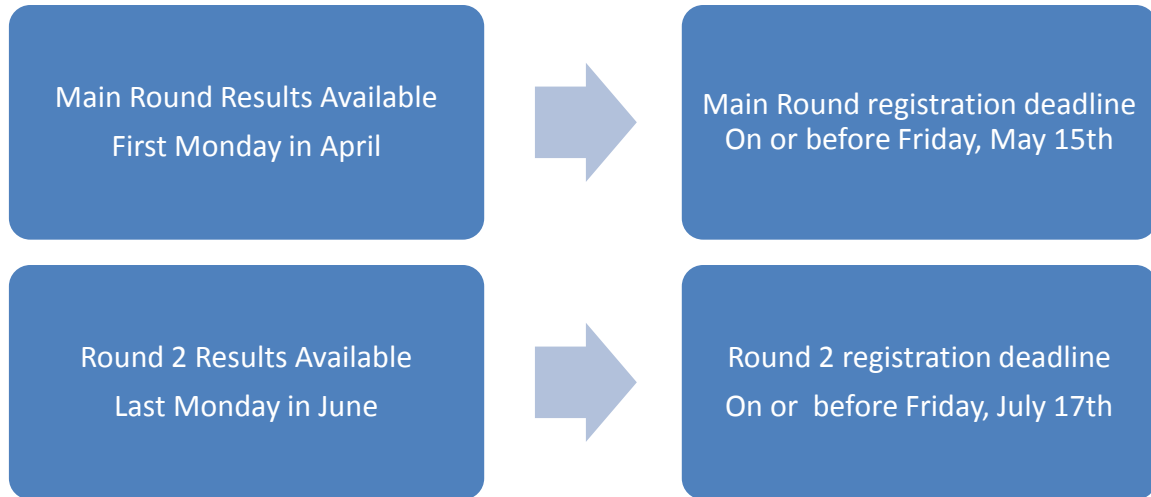 Main Round Results Available
First Monday in April
Main Round registration deadline
On or before Friday, May 15th
Round 2 Results Available
Last Monday in June
Round 2 registration deadline
On or  before Friday, July 17th